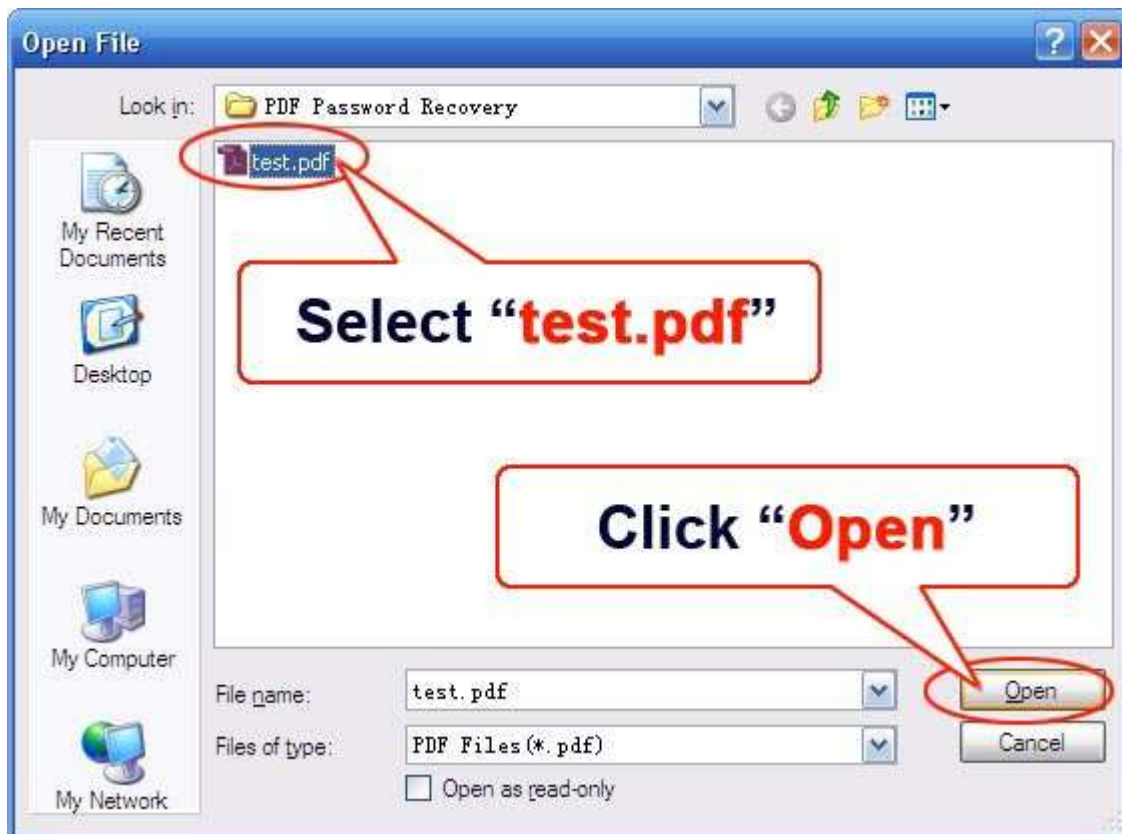 Open File
Look in:
PDF Password Recovery
test.pdf
My Recent
Documents
Desktop
My Documents
My Computer
My Network
Select “test.pdf”
Click “Open”
File name:
test.pdf
Open
Files of type:
PDF Files(*.pdf)
Cancel
Open as read-only